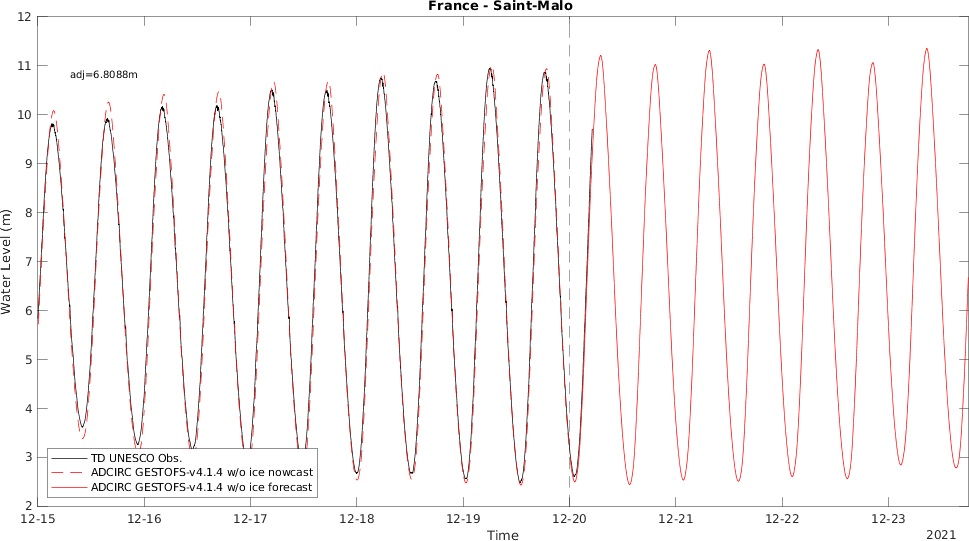 France - Saint-Malo
12
11
10
9
8
7
6
5
4
3
2
Water Level (m)
adj=6.8088m
TD UNESCO Obs.
ADCIRC GESTOFS-v4.1.4 w/o ice nowcast
ADCIRC GESTOFS-v4.1.4 w/o ice forecast
12-15 12-16 12-17 12-18 12-19 12-20 12-21 12-22 12-23
Time
2021